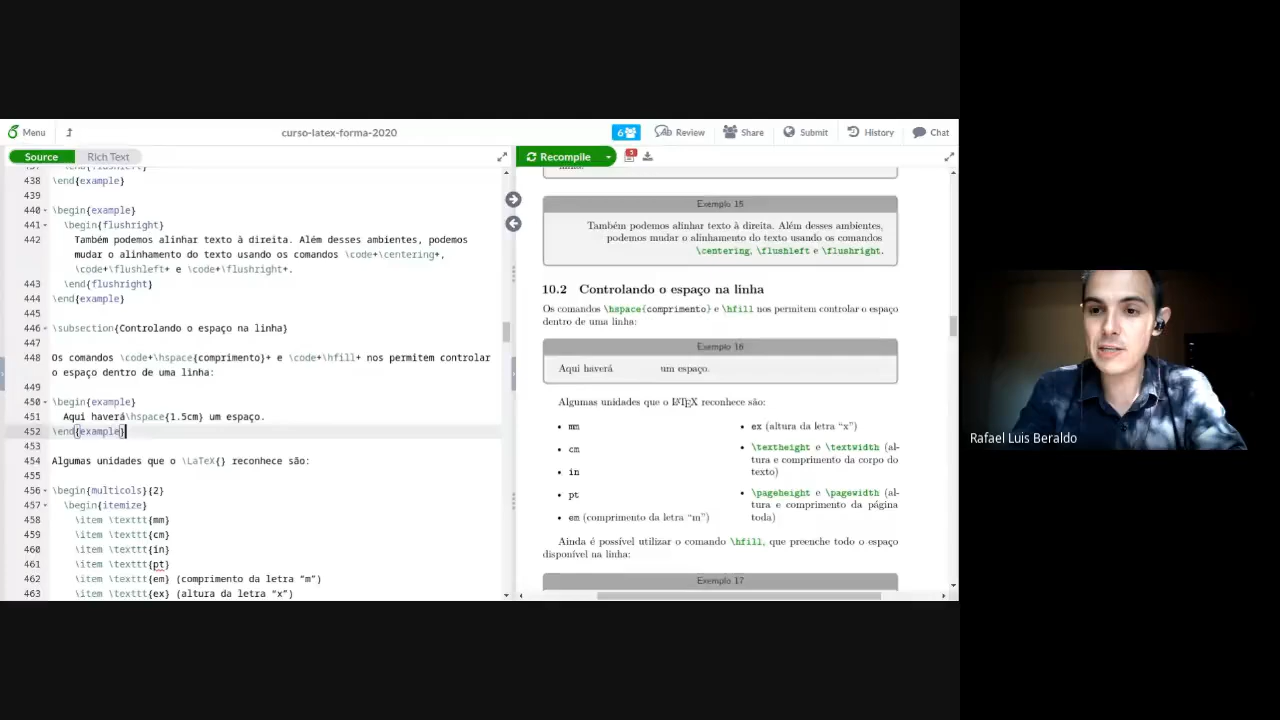 Menu
curso-latex-forma-2020
6
Review
Share
Submit
History
Chat
Source
Rich Text
Recompile
5
438 \end{example}
439
440 \begin{example}
441 \begin{flushright}
442 Também podemos alinhar texto à direita. Além desses ambientes, podemos
mudar o alinhamento do texto usando os comandos \code+\centering+,
\code+\flushleft+ e \code+\flushright+.
443 \end{flushright}
444 \end{example}
445
446 \subsection{Controlando o espaço na linha}
447
448 Os comandos \code+\hspace{comprimento}+ e \code+\hfill+ nos permitem controlar
o espaço dentro de uma linha:
449
450 \begin{example}
451 Aqui haverá\hspace{1.5cm} um espaço.
452 \end{example}
453
454 Algumas unidades que o \LaTeX{} reconhece são:
455
456 \begin{multicols}{2}
457 \begin{itemize}
458 \item \texttt{mm}
459 \item \texttt{cm}
460 \item \texttt{in}
461 \item \texttt{pt}
462 \item \texttt{em} (comprimento da letra “m”)
463 \item \texttt{ex} (altura da letra “x”)
Exemplo 15
Também podemos alinhar texto à direita. Além desses ambientes,
podemos mudar o alinhamento do texto usando os comandos
\centering, \flushleft e \flushright.
10.2 Controlando o espaço na linha
Os comandos \hspace{comprimento} e \hfill nos permitem controlar o espaço
dentro de uma linha:
Exemplo 16
Aqui haverá um espaço.
Algumas unidades que o LATEX reconhece são:
• mm
• cm
• in
• pt
• em (comprimento da letra “m”)
• ex (altura da letra “x”)
• \textheight e \textwidth (al-
tura e comprimento do corpo do
texto)
• \pageheight e \pagewidth (al-
tura e comprimento da página
toda)
Ainda é possível utilizar o comando \hfill, que preenche todo o espaço
disponível na linha:
Exemplo 17
Rafael Luis Beraldo